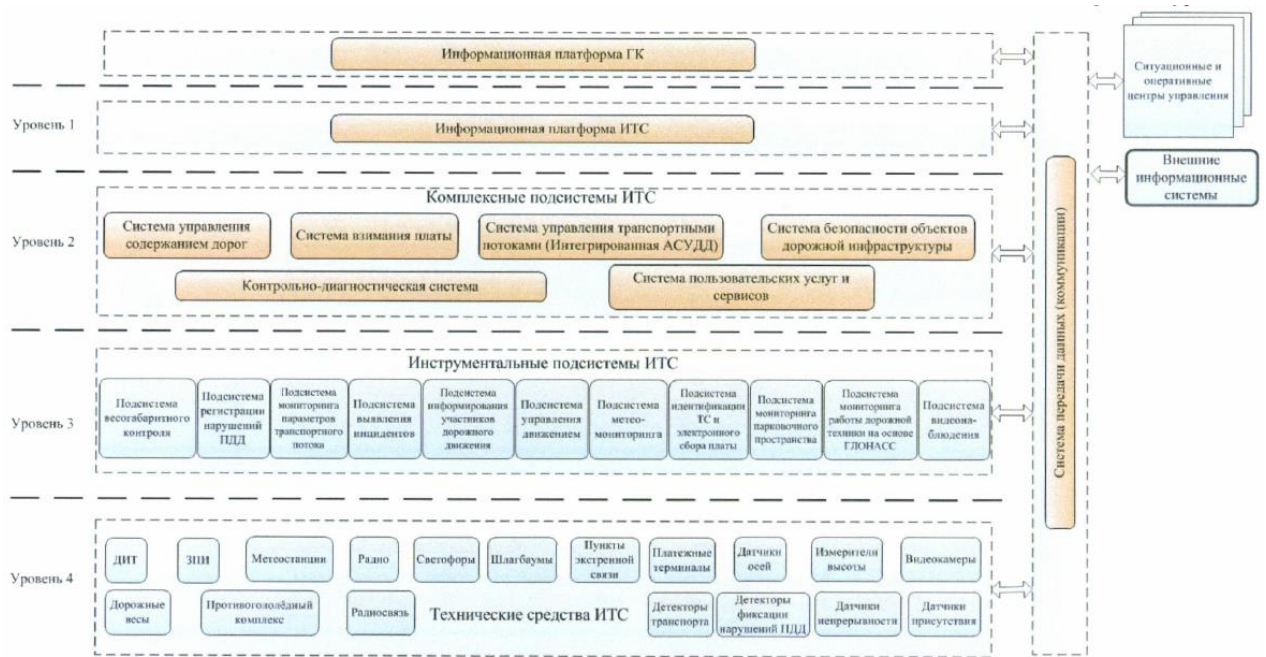 Информационная платформа ГК
Ситуационные и
оперативные
центры управления
Уровень 1
Информационная платформа ИТС
Внешние
информационные
системы
Уровень 2
Комплексные подсистемы ИТС
Система управления
содержанием дорог
Система взимания платы
Система управления транспортными
потоками (Интегрированная АСУДД)
Система безопасности объектов
дорожной инфраструктуры
Контрольно-диагностическая система
Система пользовательских услуг и
сервисов
Система передачи данных (коммуникации)
Уровень 3
Инструментальные подсистемы ИТС
Подсистема
весогабаритного
контроля
Подсистема
регистрации
нарушений
ПДД
Подсистема
мониторинга
параметров
транспортного
потока
Подсистема
выявления
инцидентов
Подсистема
информирования
участников
дорожного
движения
Подсистема
управления
движением
Подсистема
метео-
мониторинга
Подсистема
идентификации
ТС и
электронного
сбора платы
Подсистема
мониторинга
парковочного
пространства
Подсистема
мониторинга
работы дорожной
техники на основе
ГЛОНАСС
Подсистема
видеона-
блюдения
Уровень 4
ДИТ
ЗПИ
Метеостанции
Радио
Светофоры
Шлагбаумы
Пункты
экстренной
связи
Платежные
терминалы
Датчики
осей
Измерители
высоты
Видеокамеры
Дорожные
весы
Противогололёдный
комплекс
Радиосвязь
Технические средства ИТС
Детекторы
транспорта
Детекторы
фиксации
нарушений ПДД
Датчики
непрерывности
Датчики
присутствия